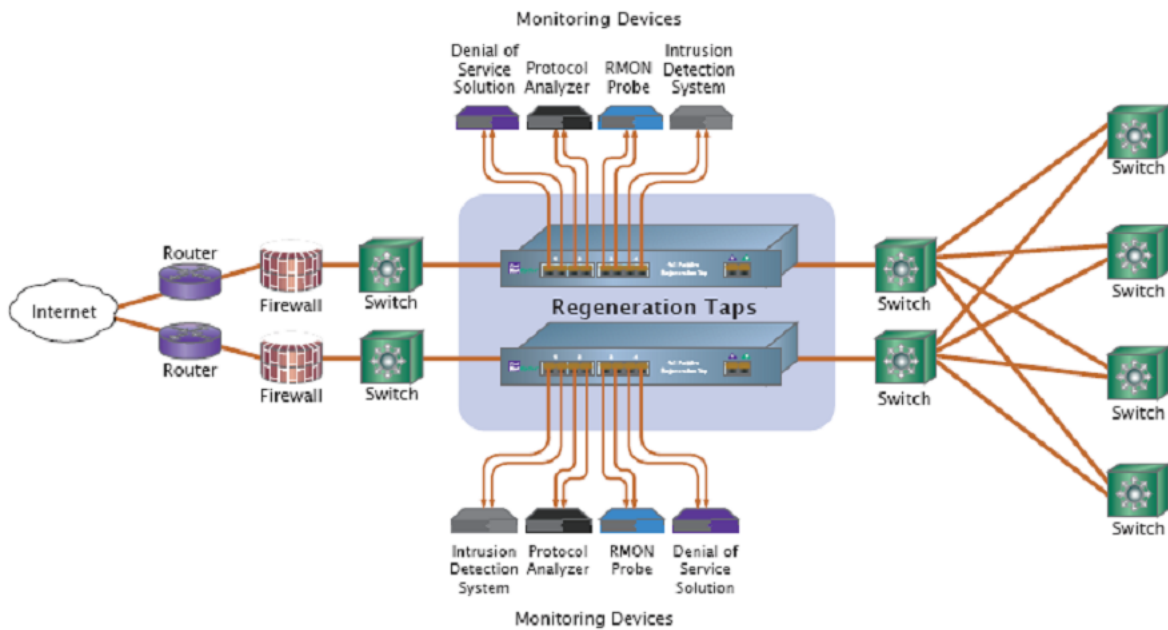 Monitoring Devices
Denial of
Service
Solution
Protocol
Analyzer
RMON
Probe
Intrusion
Detection
System
Switch
Router
Firewall
Switch
Switch
Switch
Internet
Regeneration Taps
Router
Firewall
Switch
Switch
Switch
Switch
Intrusion
Detection
System
Protocol
Analyzer
RMON
Probe
Denial of
Service
Solution
Monitoring Devices